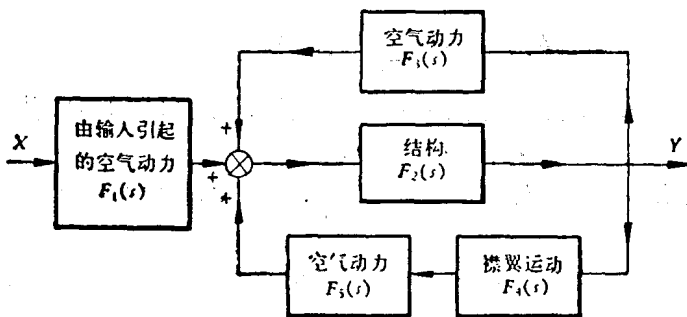 空气动力
F₃(s)
X
由输入引起
的空气动力
F₁(s)
+
+
+
结构
F₂(s)
Y
空气动力
F₅(s)
襟翼运动
F₄(s)